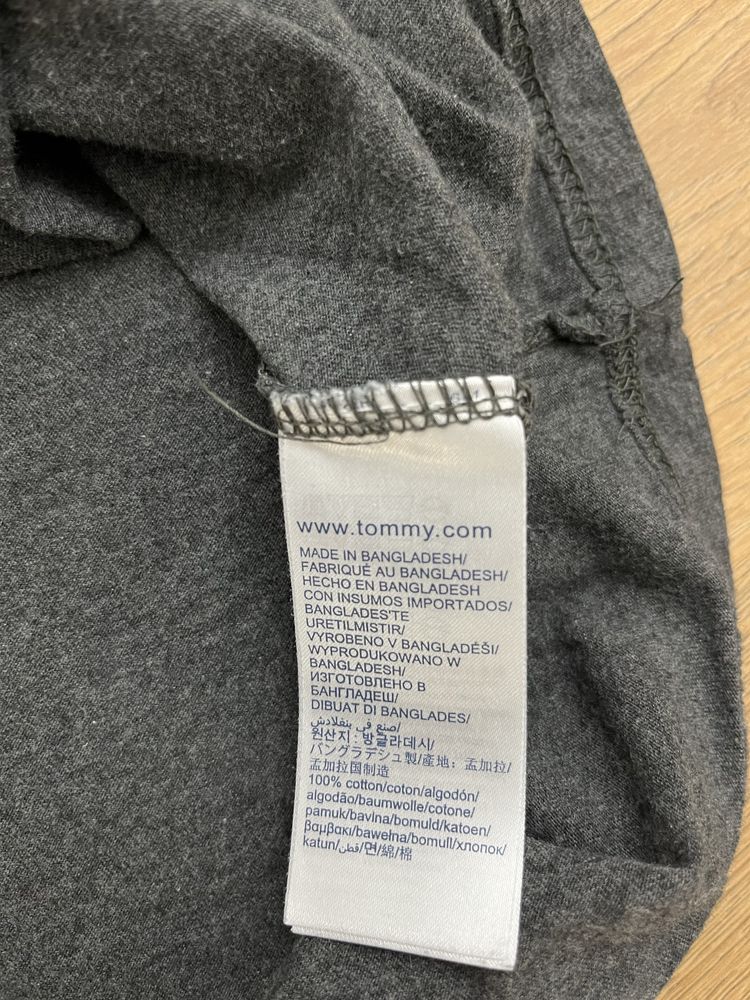 www.tommy.com
MADE IN BANGLADESH/
FABRIQUÉ AU BANGLADESH/
HECHO EN BANGLADESH
CON INSUMOS IMPORTADOS/
BANGLADEŞ'TE
URETILMISTIR/
VYROBENO V BANGLADÉŠI/
WYPRODUKOWANO W
BANGLADESH/
ИЗГОТОВЛЕНО В
БАНГЛАДЕШ/
DIBUAT DI BANGLADES/
صنع في بنغلادش/
원산지 : 방글라데시/
バングラデシュ製/產地：孟加拉/
孟加拉国制造
100% cotton/coton/algodón/
algodão/baumwolle/cotone/
pamuk/bavlna/bomuld/katoen/
βαμβακι/bawełna/bomull/хлопок/
katun/قطن/면/綿/棉